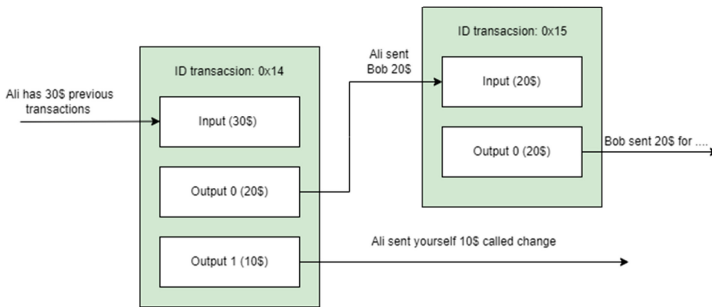 Ali has 30$ previous
transactions
ID transacsion: 0x14
Input (30$)
Output 0 (20$)
Output 1 (10$)
Ali sent
Bob 20$
ID transacsion: 0x15
Input (20$)
Output 0 (20$)
Bob sent 20$ for ....
Ali sent yourself 10$ called change